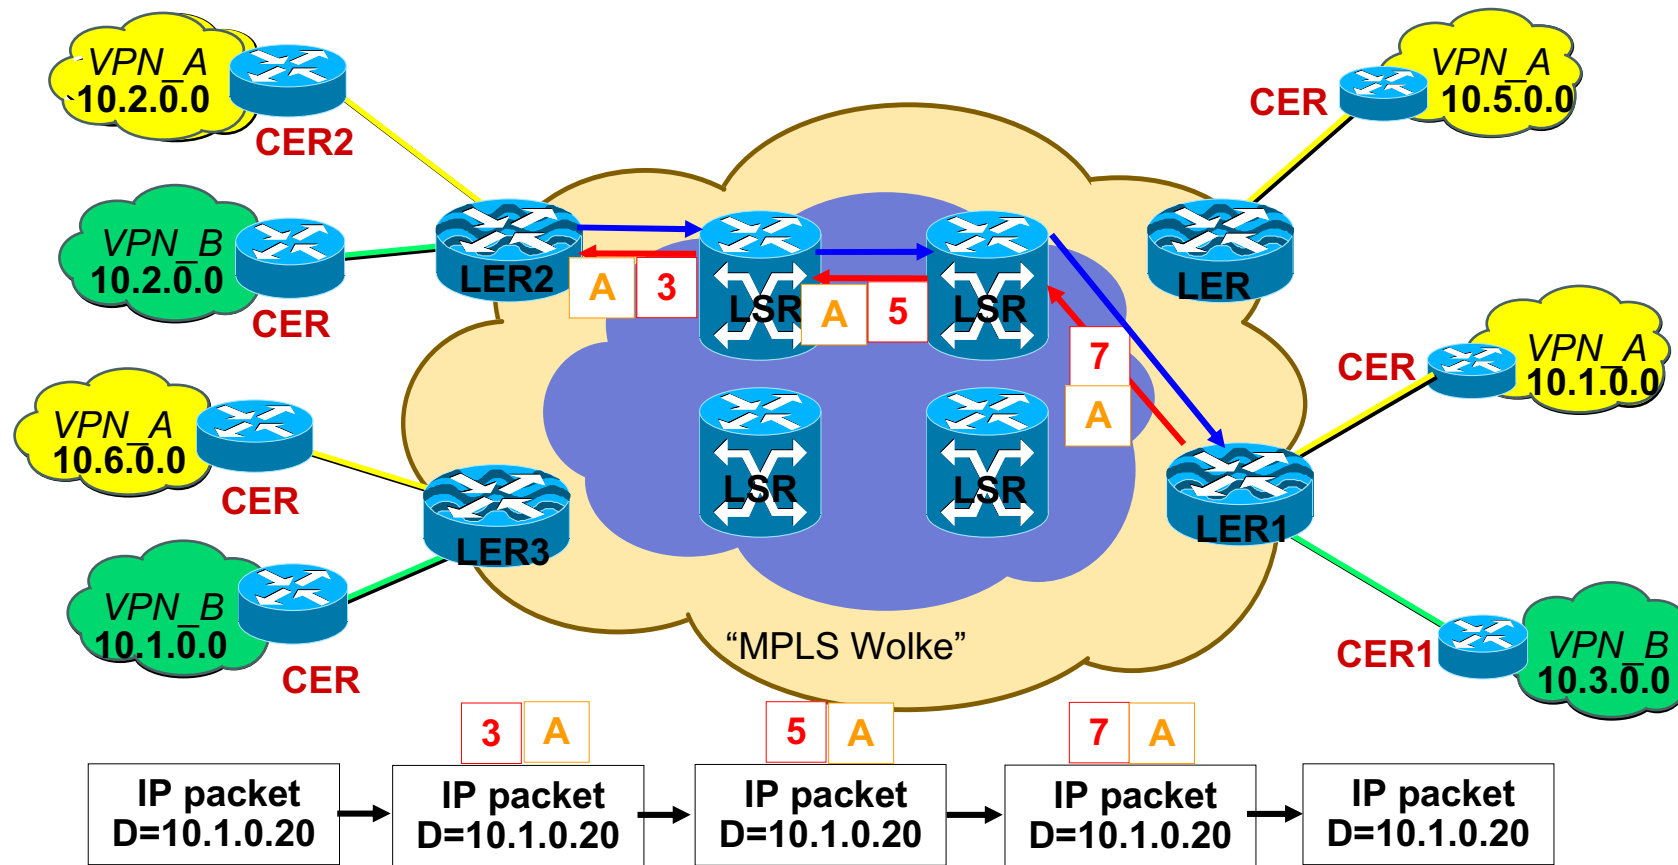 VPN_A
10.2.0.0
CER2
VPN_B
10.2.0.0
CER
VPN_A
10.6.0.0
CER
VPN_B
10.1.0.0
CER
LER2
LER3
A 3
LSR
A 5
LSR
7
A
LSR
LSR
LER
LER1
VPN_A
10.5.0.0
CER
VPN_A
10.1.0.0
CER
VPN_B
10.3.0.0
CER1
“MPLS Wolke”
3 A
5 A
7 A
IP packet
D=10.1.0.20
IP packet
D=10.1.0.20
IP packet
D=10.1.0.20
IP packet
D=10.1.0.20
IP packet
D=10.1.0.20